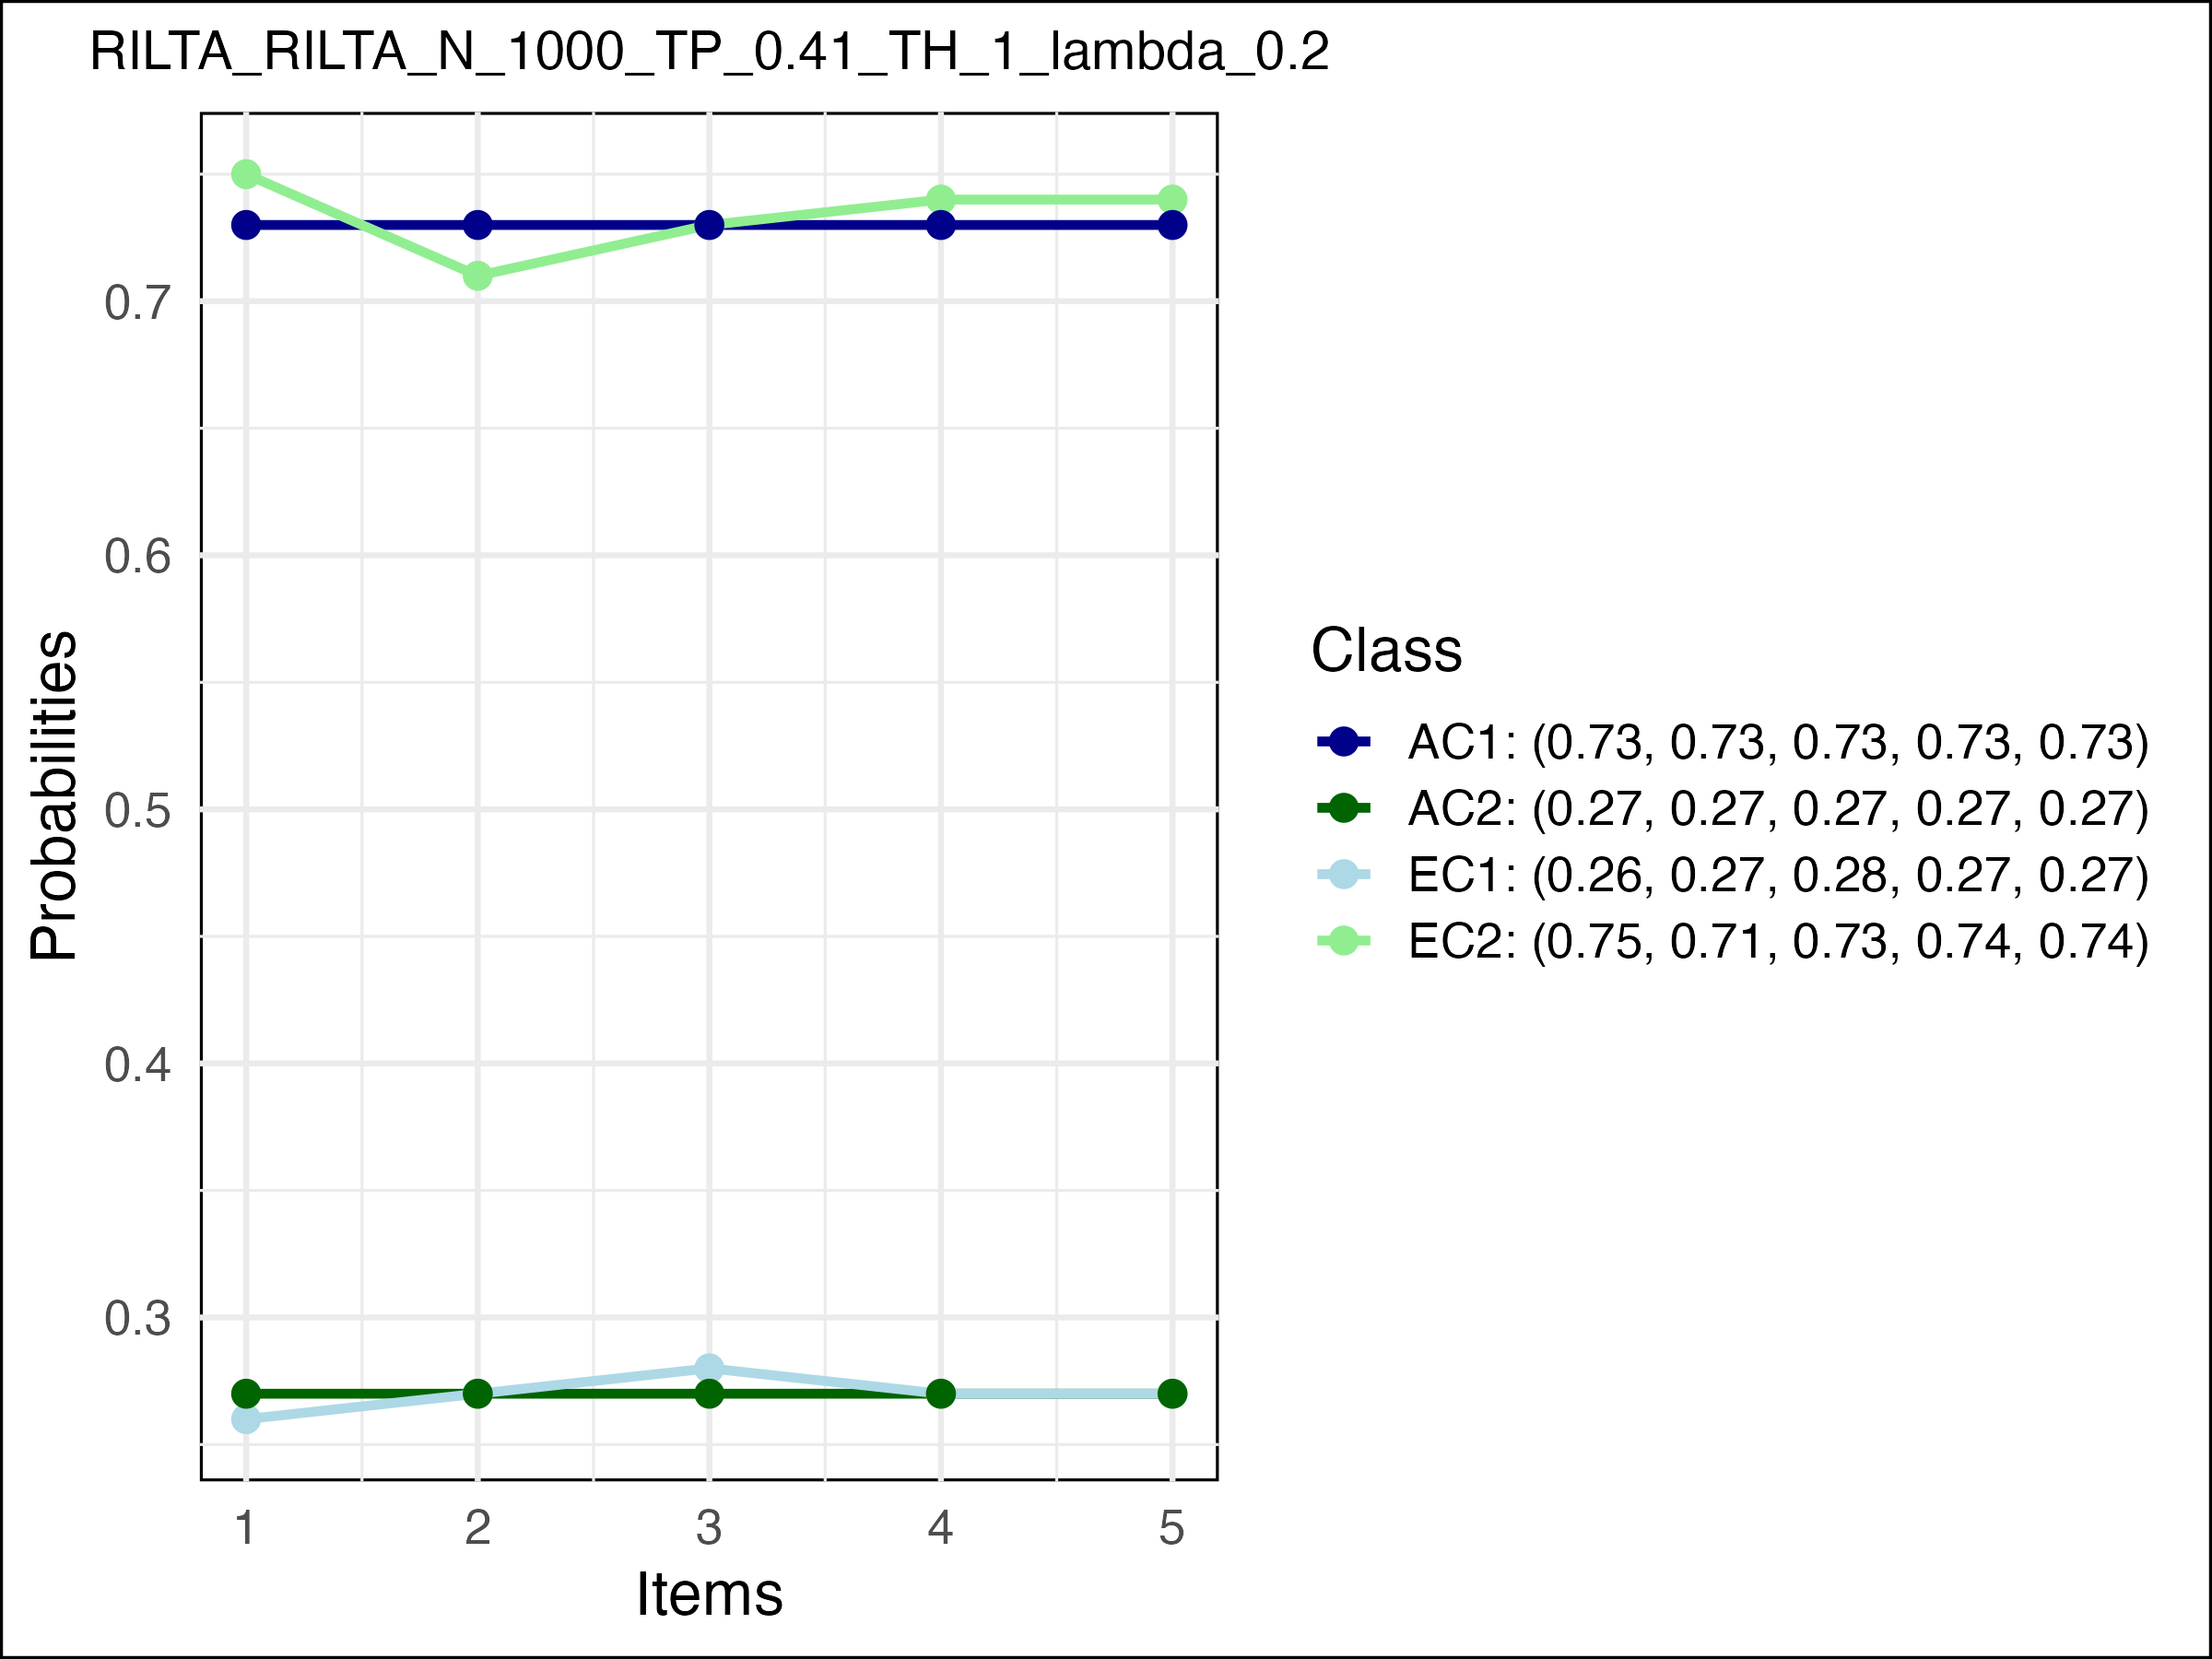 RILTA_RILTA_N_1000_TP_0.41_TH_1_lambda_0.2
Probabilities
0.7
0.6
0.5
0.4
0.3
1 2 3 4 5
Items
Class
AC1: (0.73, 0.73, 0.73, 0.73, 0.73)
AC2: (0.27, 0.27, 0.27, 0.27, 0.27)
EC1: (0.26, 0.27, 0.28, 0.27, 0.27)
EC2: (0.75, 0.71, 0.73, 0.74, 0.74)